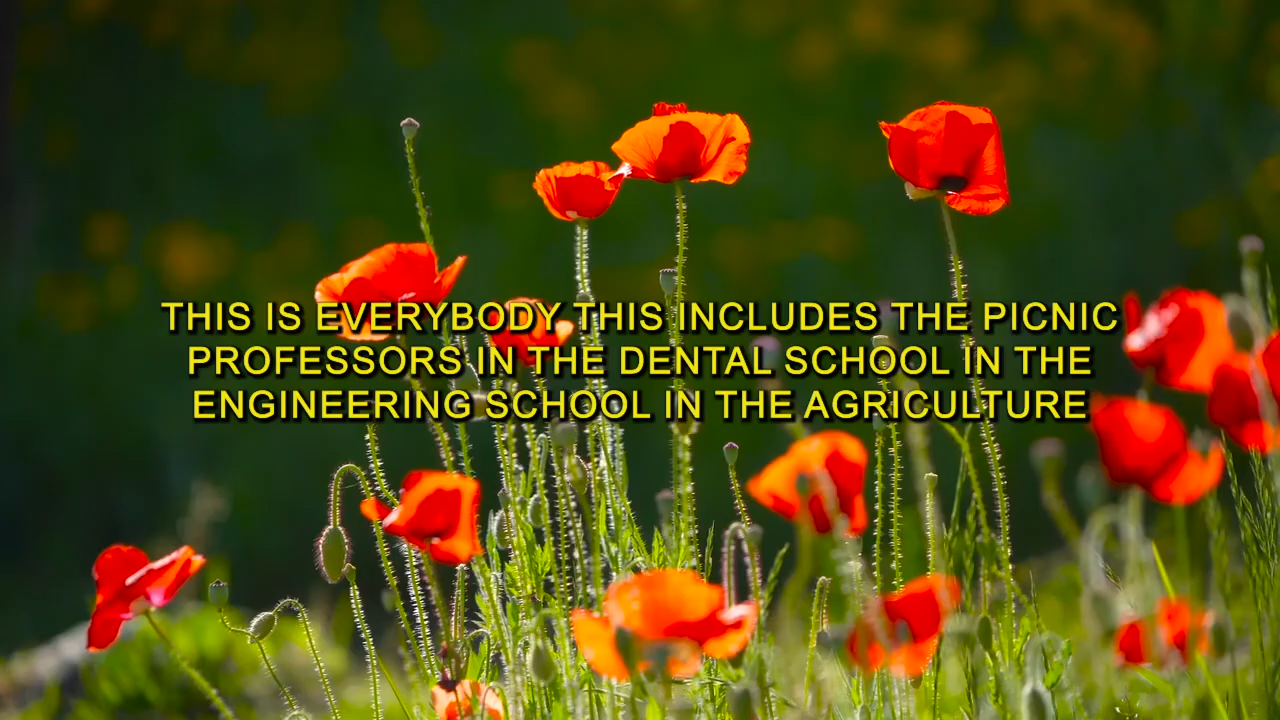 THIS IS EVERYBODY THIS INCLUDES THE PICNIC
PROFESSORS IN THE DENTAL SCHOOL IN THE
ENGINEERING SCHOOL IN THE AGRICULTURE